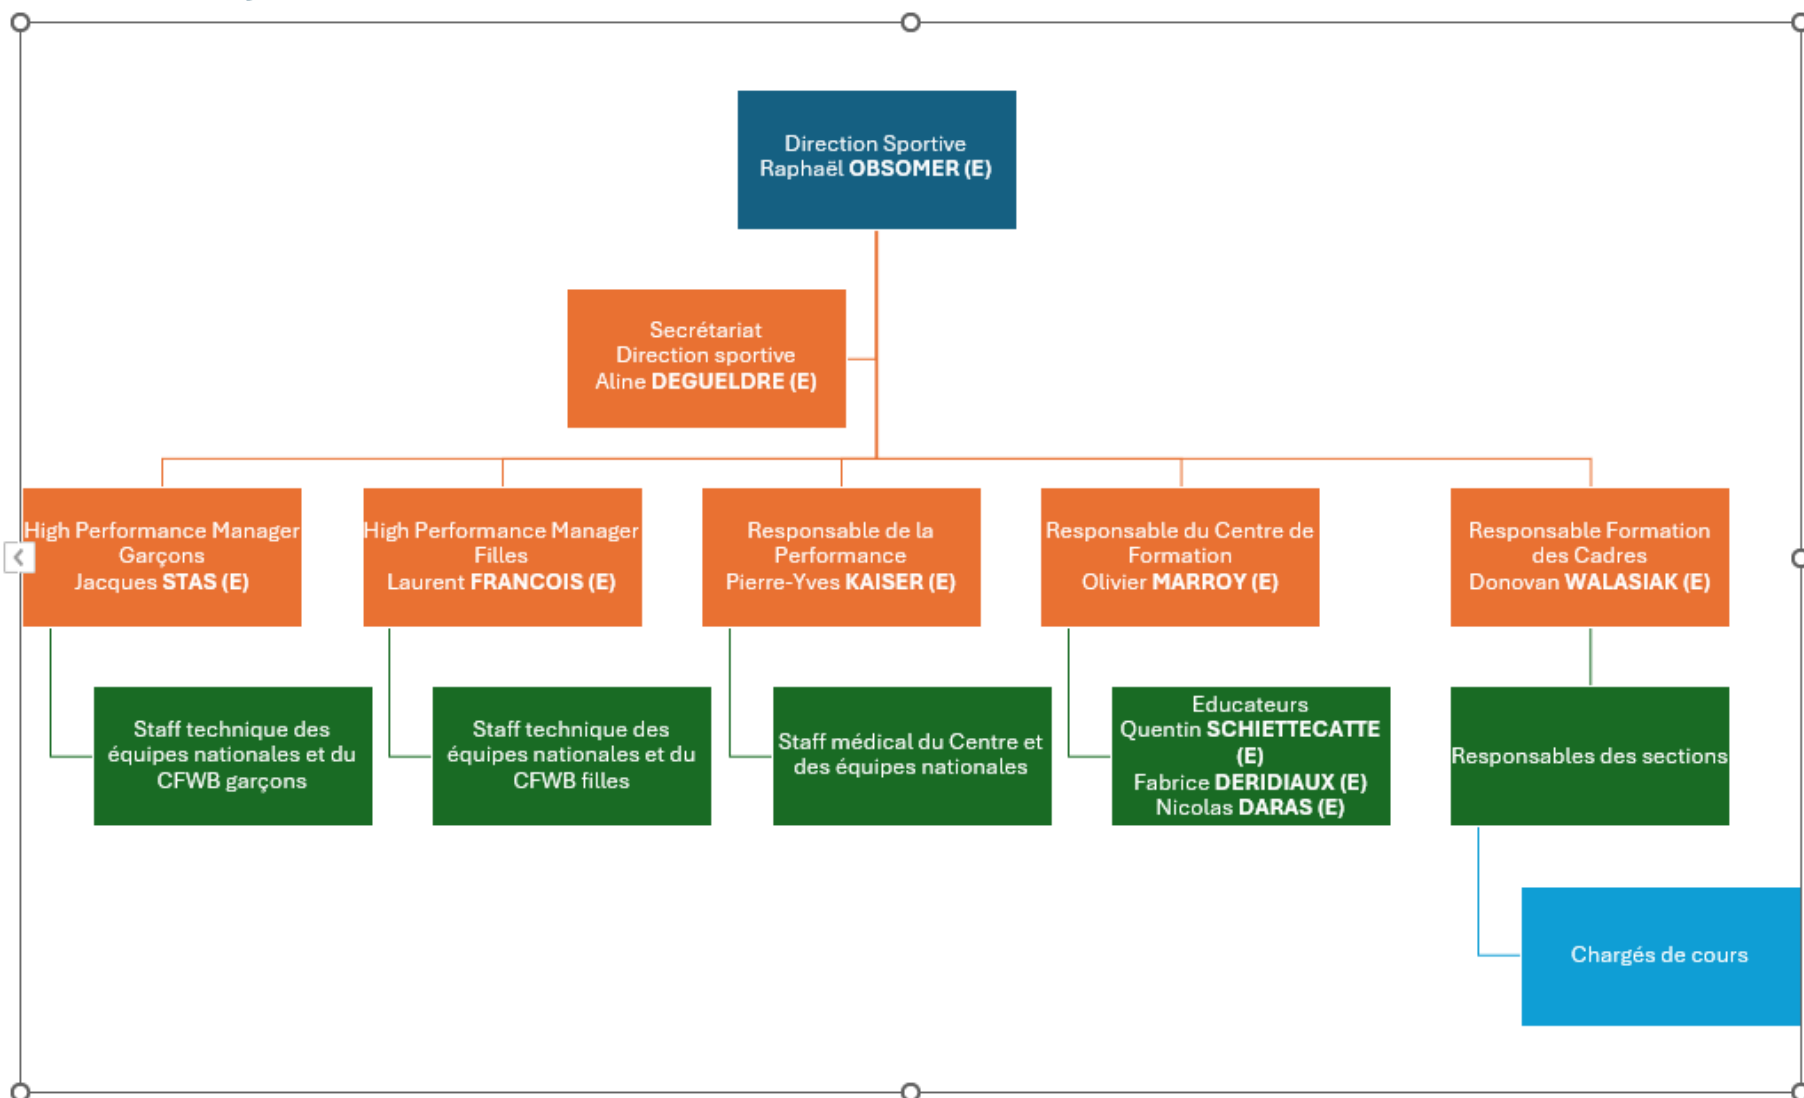 Direction Sportive
Raphaël OBSOMER (E)
Secrétariat
Direction sportive
Aline DEGUELDRE (E)
High Performance Manager
Garçons
Jacques STAS (E)
High Performance Manager
Filles
Laurent FRANCOIS (E)
Responsable de la
Performance
Pierre-Yves KAISER (E)
Responsable du Centre de
Formation
Olivier MARROY (E)
Responsable Formation
des Cadres
Donovan WALASIAK (E)
Staff technique des
équipes nationales et du
CFWB garçons
Staff technique des
équipes nationales et du
CFWB filles
Staff médical du Centre et
des équipes nationales
Educateurs
Quentin SCHIETTECATTE
(E)
Fabrice DERIDIAUX (E)
Nicolas DARAS (E)
Responsables des sections
Chargés de cours